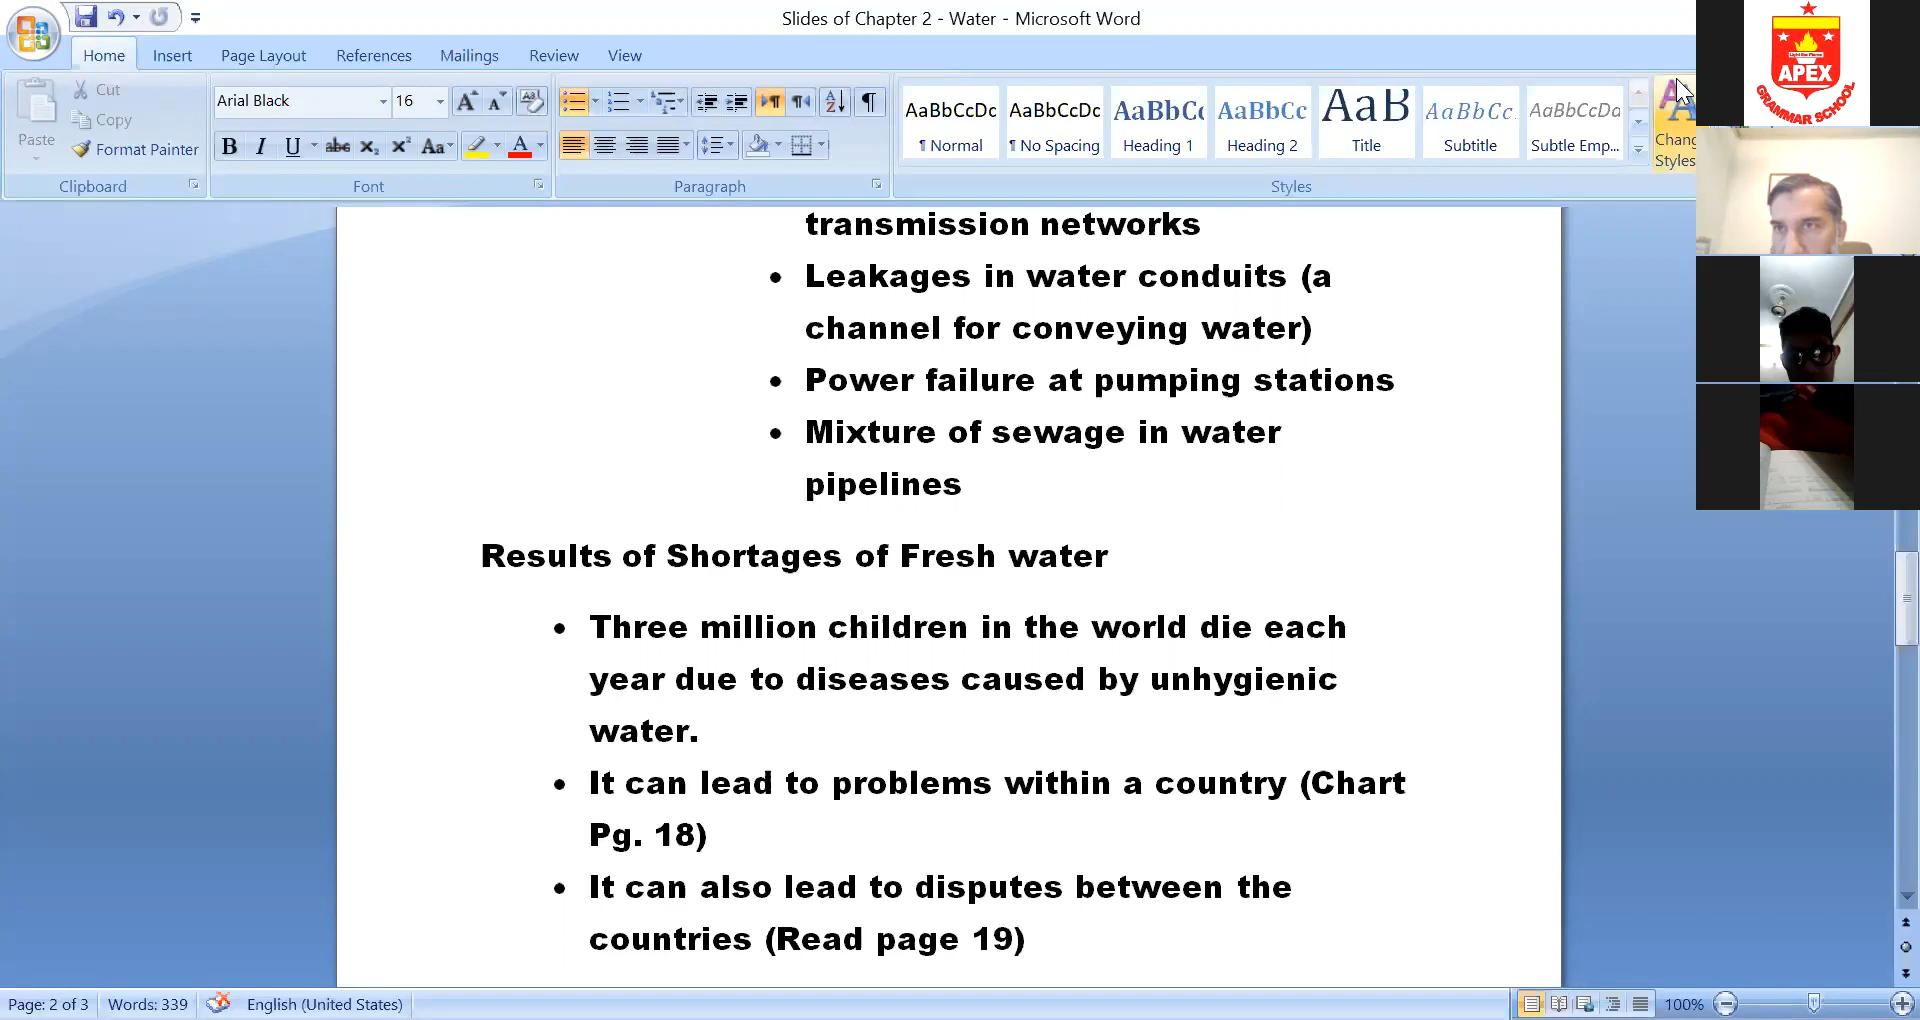 Slides of Chapter 2 - Water - Microsoft Word
Home Insert Page Layout References Mailings Review View
Cut
Copy
Format Painter
Paste
Clipboard
Arial Black 16
Font
Paragraph
AaBbCcDc AaBbCcDc AaBbCc AaBbCc AaB AaBbCc. AaBbCcDa
¶ Normal ¶ No Spacing Heading 1 Heading 2 Title Subtitle Subtle Emp...
Styles
Chang
Styles
APEX
GRAMMAR SCHOOL
transmission networks
• Leakages in water conduits (a
channel for conveying water)
• Power failure at pumping stations
• Mixture of sewage in water
pipelines
Results of Shortages of Fresh water
• Three million children in the world die each
year due to diseases caused by unhygienic
water.
• It can lead to problems within a country (Chart
Pg. 18)
• It can also lead to disputes between the
countries (Read page 19)
Page: 2 of 3 Words: 339 English (United States) 100%